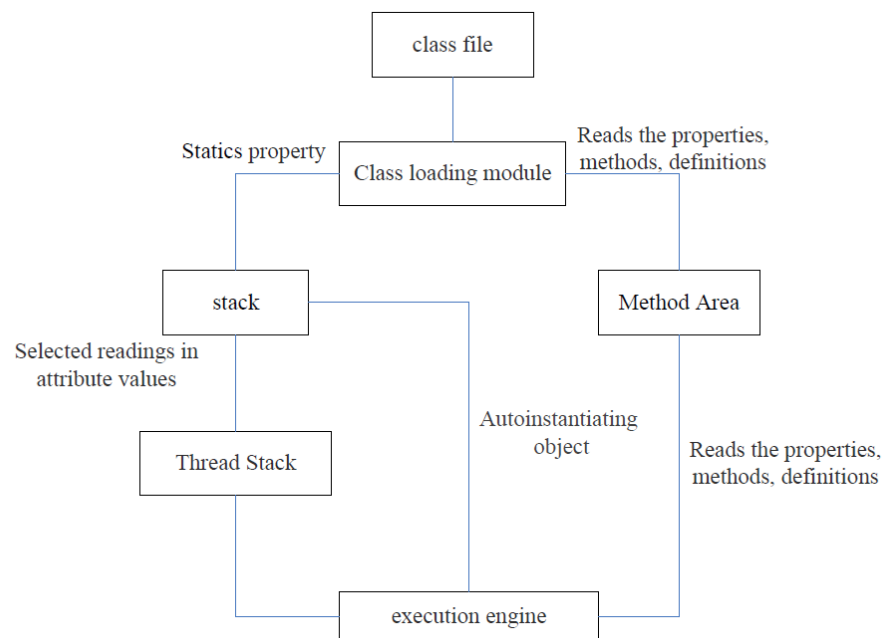 class file
Statics property
Reads the properties,
methods, definitions
Class loading module
stack
Method Area
Selected readings in
attribute values
Autoinstantiating
object
Thread Stack
Reads the properties,
methods, definitions
execution engine